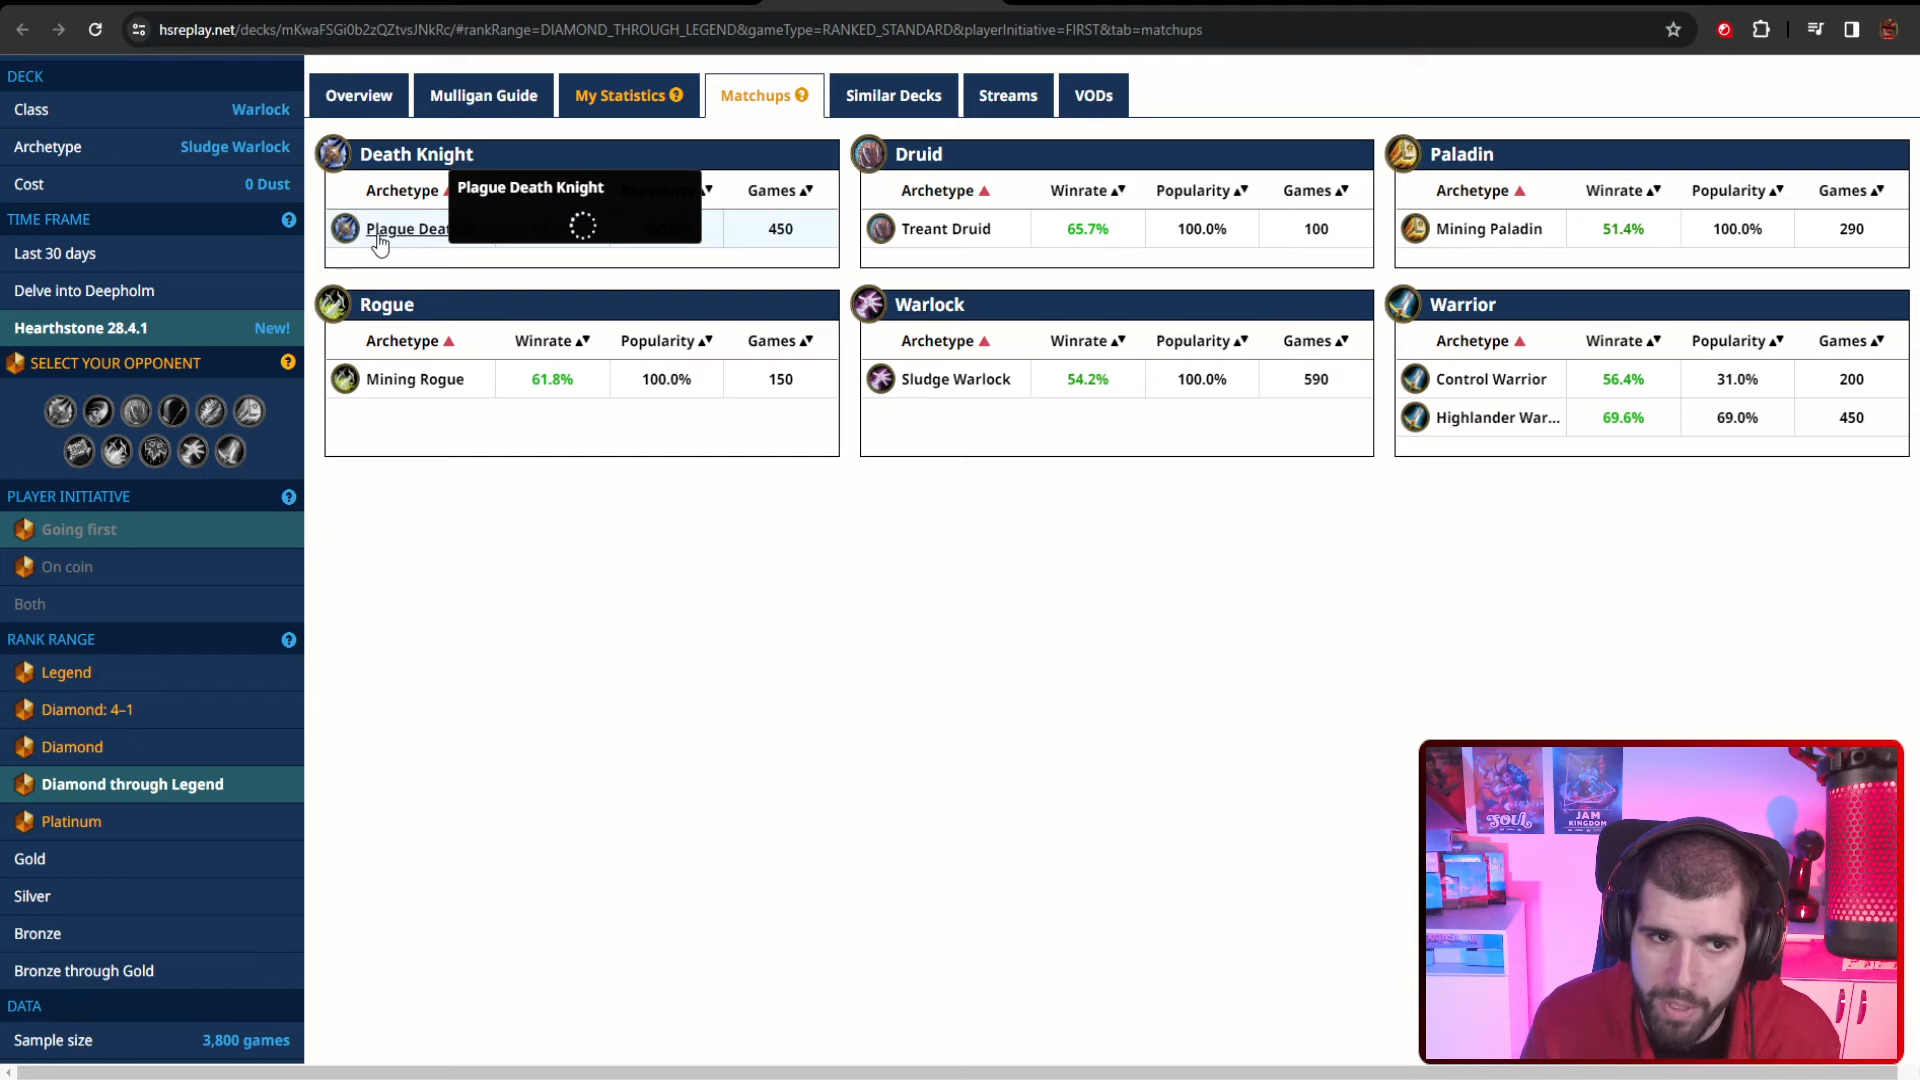 hsreplay.net/decks/mKwaFSGi0b2zQZtvsJNkRc/#rankRange=DIAMOND_THROUGH_LEGEND&gameType=RANKED_STANDARD&playerInitiative=FIRST&tab=matchups
DECK
Class Warlock
Archetype Sludge Warlock
Cost 0 Dust
TIME FRAME
Last 30 days
Delve into Deepholm
Hearthstone 28.4.1 New!
SELECT YOUR OPPONENT
PLAYER INITIATIVE
Going first
On coin
Both
RANK RANGE
Legend
Diamond: 4–1
Diamond
Diamond through Legend
Platinum
Gold
Silver
Bronze
Bronze through Gold
DATA
Sample size 3,800 games
Overview Mulligan Guide My Statistics Matchups Similar Decks Streams VODs
Death Knight
Archetype Games
Plague Death Knight
Plague Deat 450
Druid
Archetype Winrate Popularity Games
Treant Druid 65.7% 100.0% 100
Paladin
Archetype Winrate Popularity Games
Mining Paladin 51.4% 100.0% 290
Rogue
Archetype Winrate Popularity Games
Mining Rogue 61.8% 100.0% 150
Warlock
Archetype Winrate Popularity Games
Sludge Warlock 54.2% 100.0% 590
Warrior
Archetype Winrate Popularity Games
Control Warrior 56.4% 31.0% 200
Highlander War... 69.6% 69.0% 450
SOUL
JAM
KINGDOM